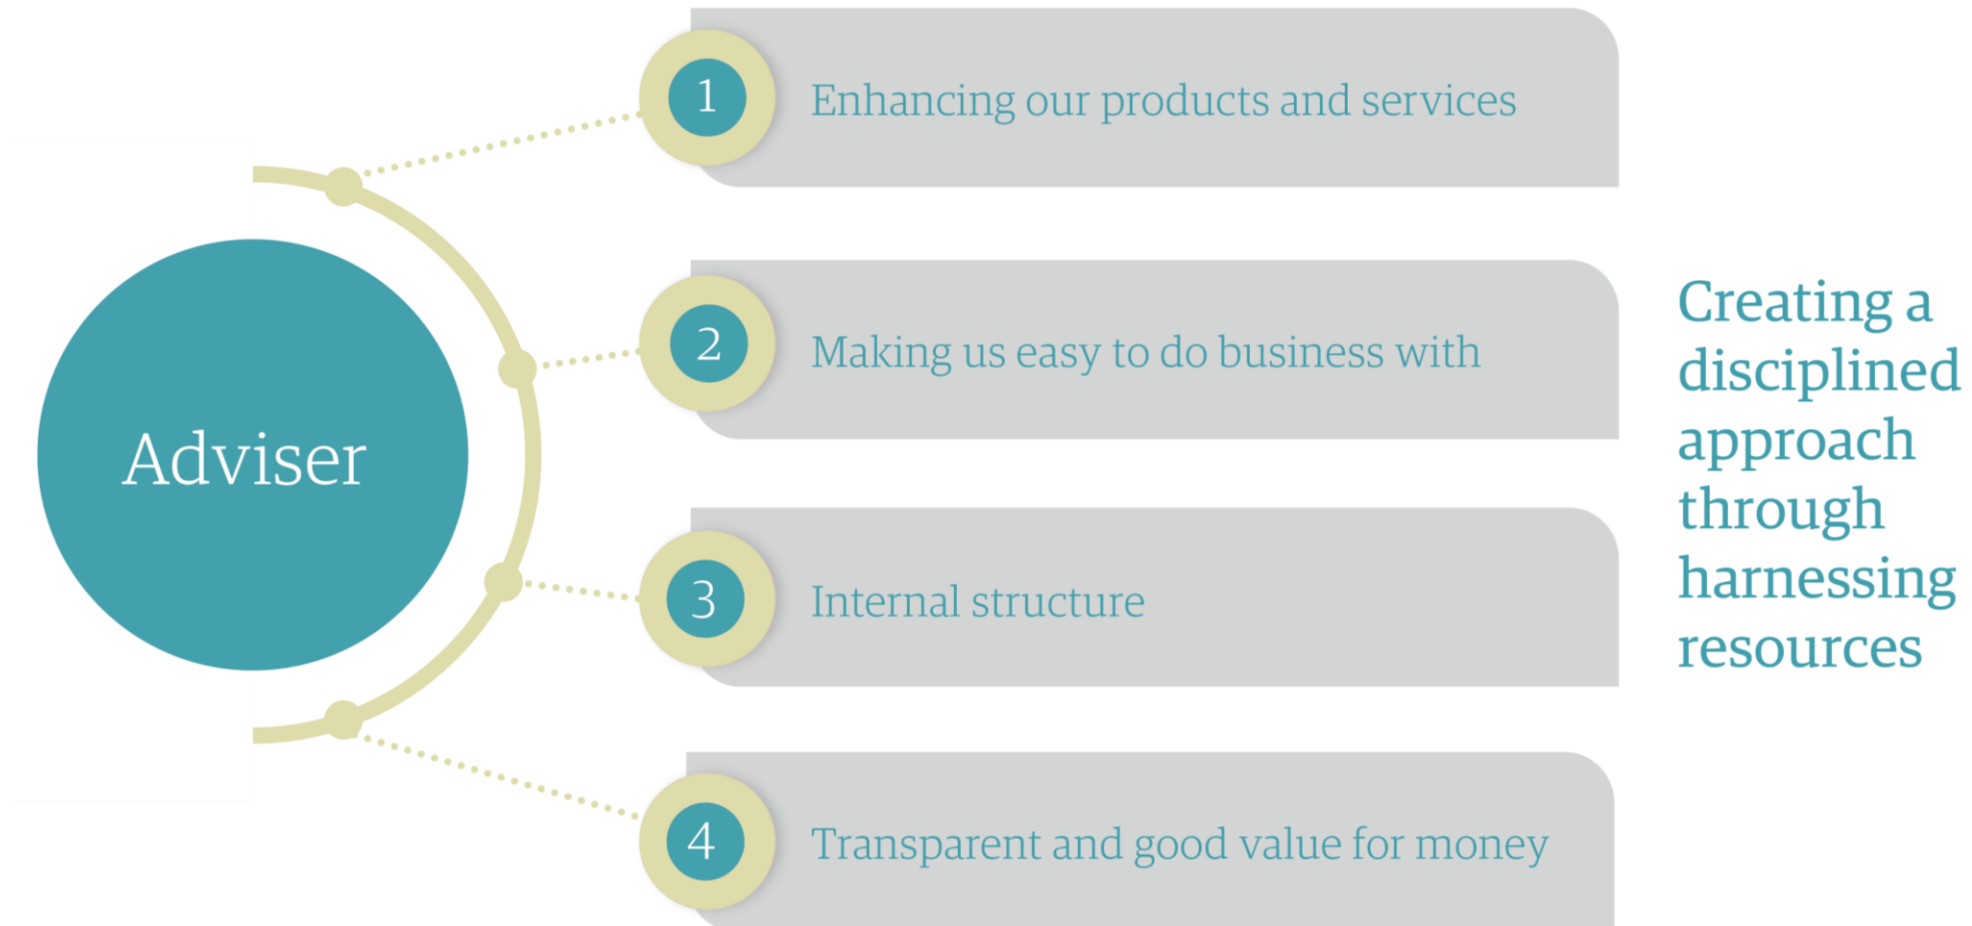 Adviser
1
Enhancing our products and services
2
Making us easy to do business with
3
Internal structure
4
Transparent and good value for money
Creating a
disciplined
approach
through
harnessing
resources